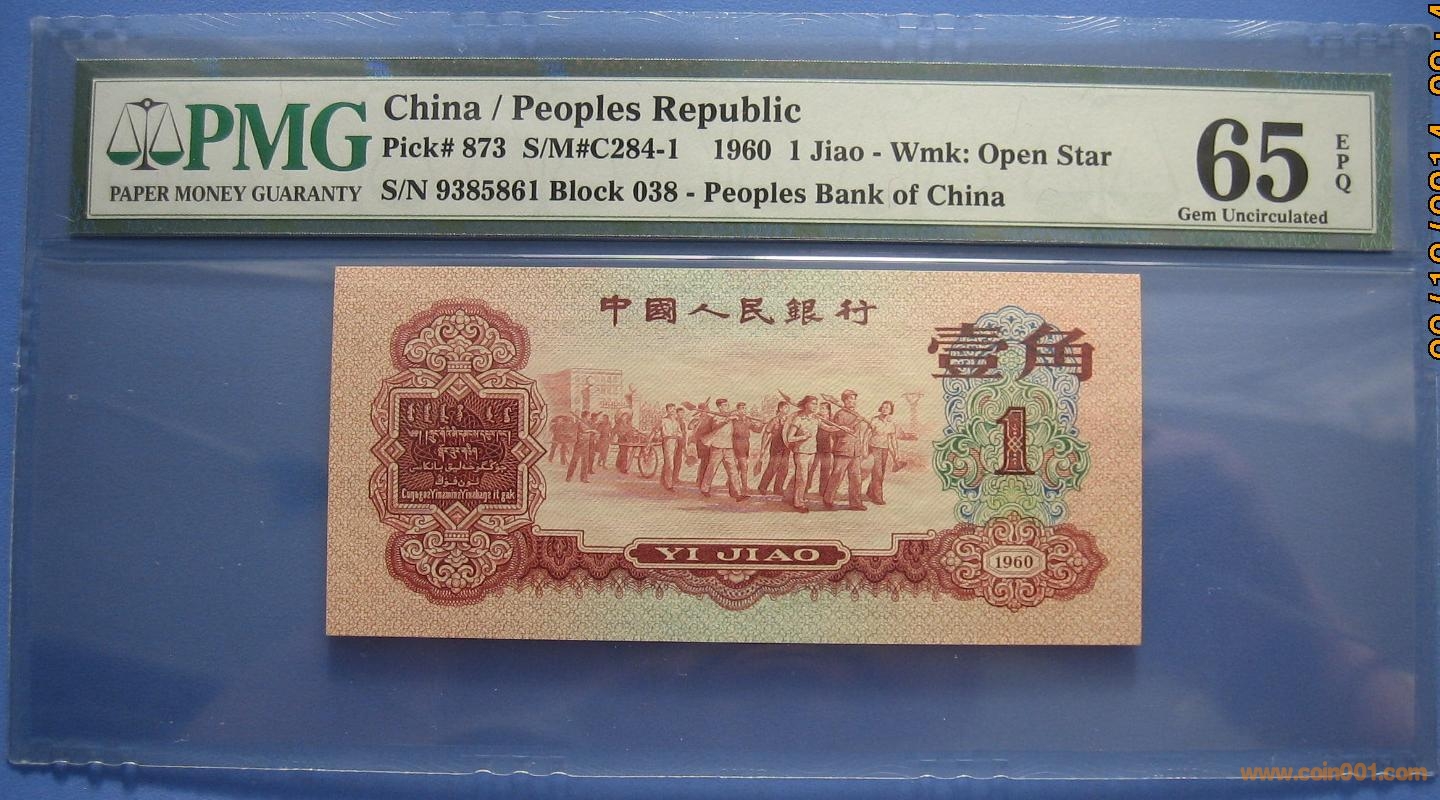 PMG
PAPER MONEY GUARANTY
China / Peoples Republic
Pick# 873 S/M#C284-1 1960 1 Jiao - Wmk: Open Star
S/N 9385861 Block 038 - Peoples Bank of China
65
EPQ
Gem Uncirculated
中國人民銀行
壹角
1
YI JIAO
1960
www.coin001.com